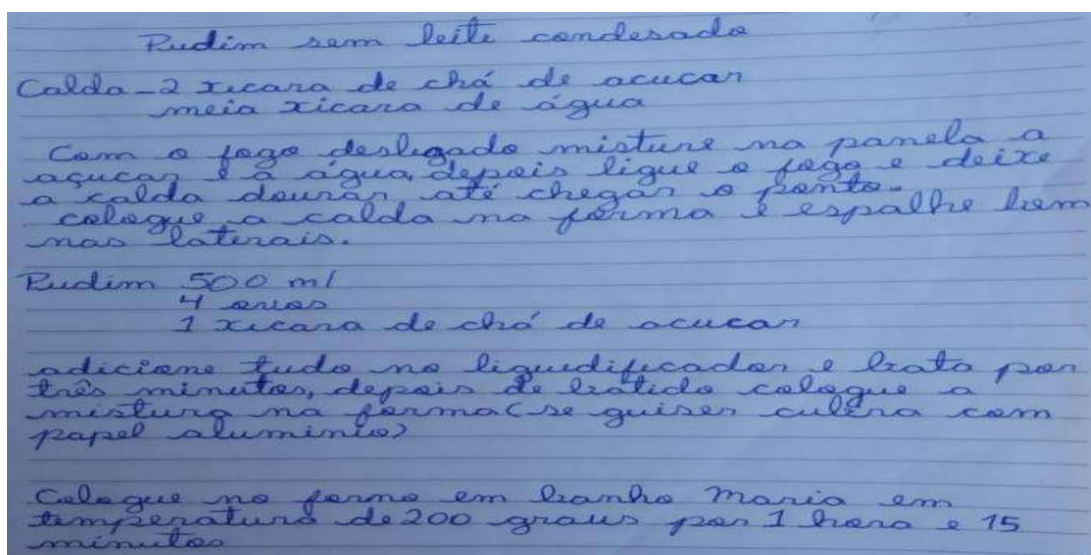 Pudim sem leite condesado
Calda - 2 xicara de chá de acucar
meia xicara de água
Com o fogo desligado misture na panela a
açucar e a água, depois ligue o fogo e deixe
a calda dourar até chegar o ponto.
coloque a calda na forma e espalhe bem
nas laterais.
Pudim 500 ml
4 ovos
1 xicara de chá de acucar
adicione tudo no liquidificador e bata por
três minutos, depois de batido coloque a
mistura na forma (se quiser cubra com
papel aluminio)
Coloque no forno em banho Maria em
temperatura de 200 graus por 1 hora e 15
minutos